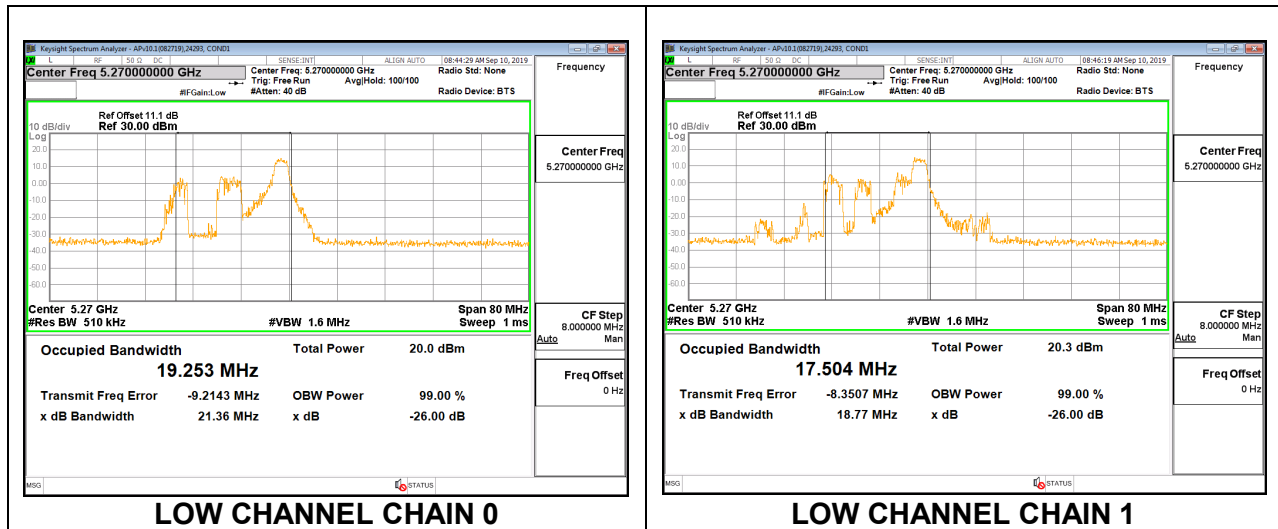 Keysight Spectrum Analyzer - APv10.1(082719),24293, COND1
L RF 50 Ω DC SENSE:INT ALIGN AUTO 08:44:29 AM Sep 10, 2019
Center Freq 5.270000000 GHz
Center Freq: 5.270000000 GHz
Radio Std: None
Trig: Free Run Avg|Hold: 100/100
#IFGain:Low #Atten: 40 dB Radio Device: BTS
Frequency
Ref Offset 11.1 dB
10 dB/div Ref 30.00 dBm
Log
20.0
10.0
0.00
-10.0
-20.0
-30.0
-40.0
-50.0
-60.0
Center Freq
5.270000000 GHz
Center 5.27 GHz Span 80 MHz
#Res BW 510 kHz #VBW 1.6 MHz Sweep 1 ms
CF Step
8.000000 MHz
Auto Man
Occupied Bandwidth Total Power 20.0 dBm
19.253 MHz
Transmit Freq Error -9.2143 MHz OBW Power 99.00 %
x dB Bandwidth 21.36 MHz x dB -26.00 dB
Freq Offset
0 Hz
MSG STATUS
LOW CHANNEL CHAIN 0
Keysight Spectrum Analyzer - APv10.1(082719),24293, COND1
L RF 50 Ω DC SENSE:INT ALIGN AUTO 08:46:19 AM Sep 10, 2019
Center Freq 5.270000000 GHz
Center Freq: 5.270000000 GHz
Radio Std: None
Trig: Free Run Avg|Hold: 100/100
#IFGain:Low #Atten: 40 dB Radio Device: BTS
Frequency
Ref Offset 11.1 dB
10 dB/div Ref 30.00 dBm
Log
20.0
10.0
0.00
-10.0
-20.0
-30.0
-40.0
-50.0
-60.0
Center Freq
5.270000000 GHz
Center 5.27 GHz Span 80 MHz
#Res BW 510 kHz #VBW 1.6 MHz Sweep 1 ms
CF Step
8.000000 MHz
Auto Man
Occupied Bandwidth Total Power 20.3 dBm
17.504 MHz
Transmit Freq Error -8.3507 MHz OBW Power 99.00 %
x dB Bandwidth 18.77 MHz x dB -26.00 dB
Freq Offset
0 Hz
MSG STATUS
LOW CHANNEL CHAIN 1